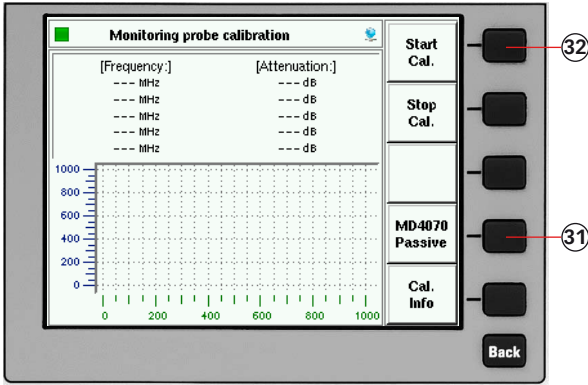 Monitoring probe calibration
[Frequency:] [Attenuation:]
--- MHz --- dB
--- MHz --- dB
--- MHz --- dB
--- MHz --- dB
--- MHz --- dB
1000
800
600
400
200
0
0 200 400 600 800 1000
Start
Cal.
Stop
Cal.
MD4070
Passive
Cal.
Info
Back
32
31